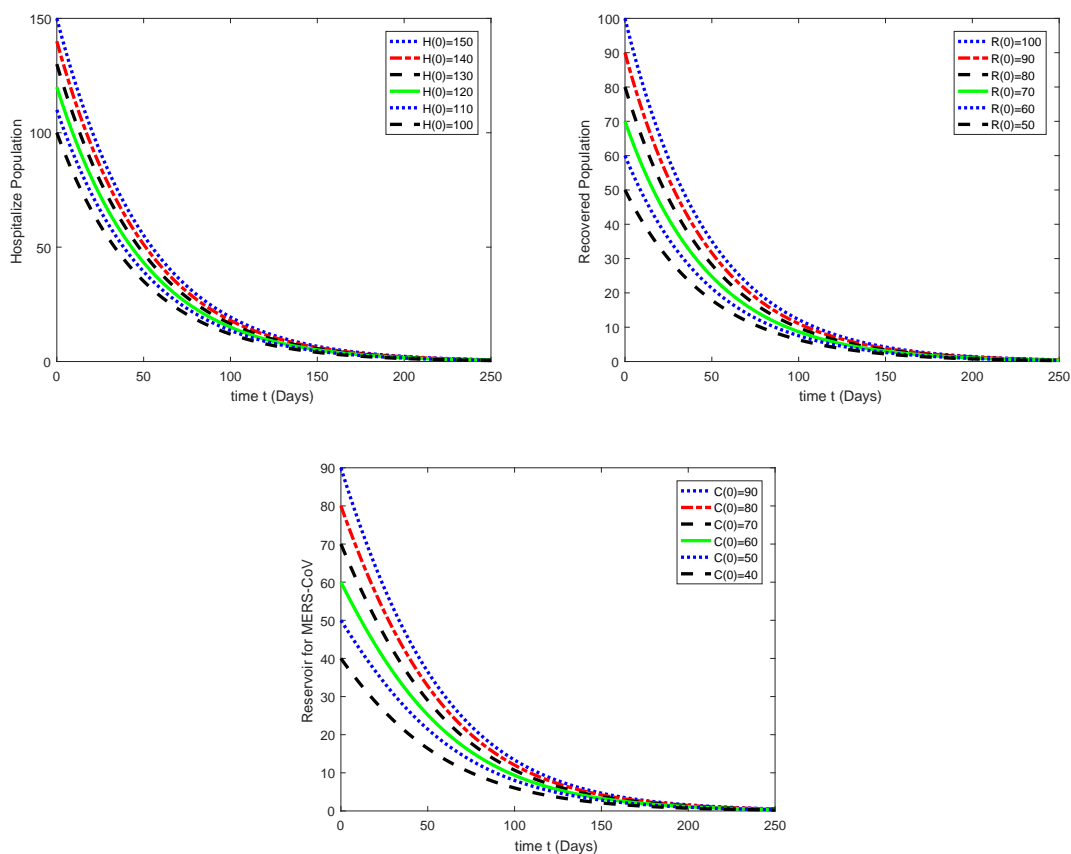 150
100
50
0
0
50
100
150
200
250
Hospitalize Population
time t (Days)
H(0)=150
H(0)=140
H(0)=130
H(0)=120
H(0)=110
H(0)=100
100
90
80
70
60
50
40
30
20
10
0
0
50
100
150
200
250
Recovered Population
time t (Days)
R(0)=100
R(0)=90
R(0)=80
R(0)=70
R(0)=60
R(0)=50
90
80
70
60
50
40
30
20
10
0
0
50
100
150
200
250
Reservoir for MERS-CoV
time t (Days)
C(0)=90
C(0)=80
C(0)=70
C(0)=60
C(0)=50
C(0)=40